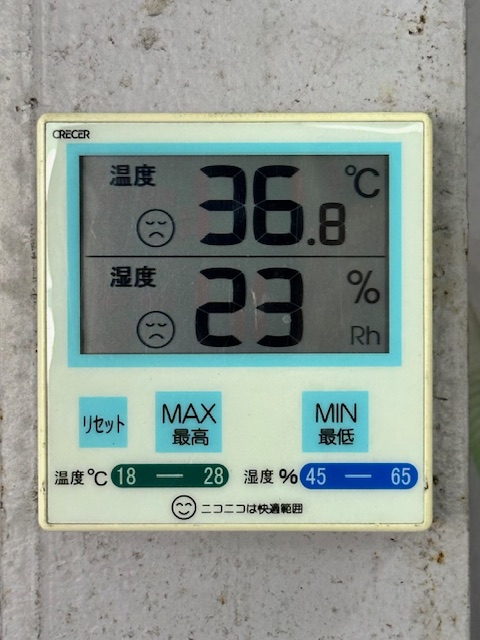 CRECER
温度 36.8 ℃
湿度 23 %
Rh
リセット
MAX
最高
MIN
最低
温度℃ 18 — 28 湿度% 45 — 65
ニコニコは快適範囲